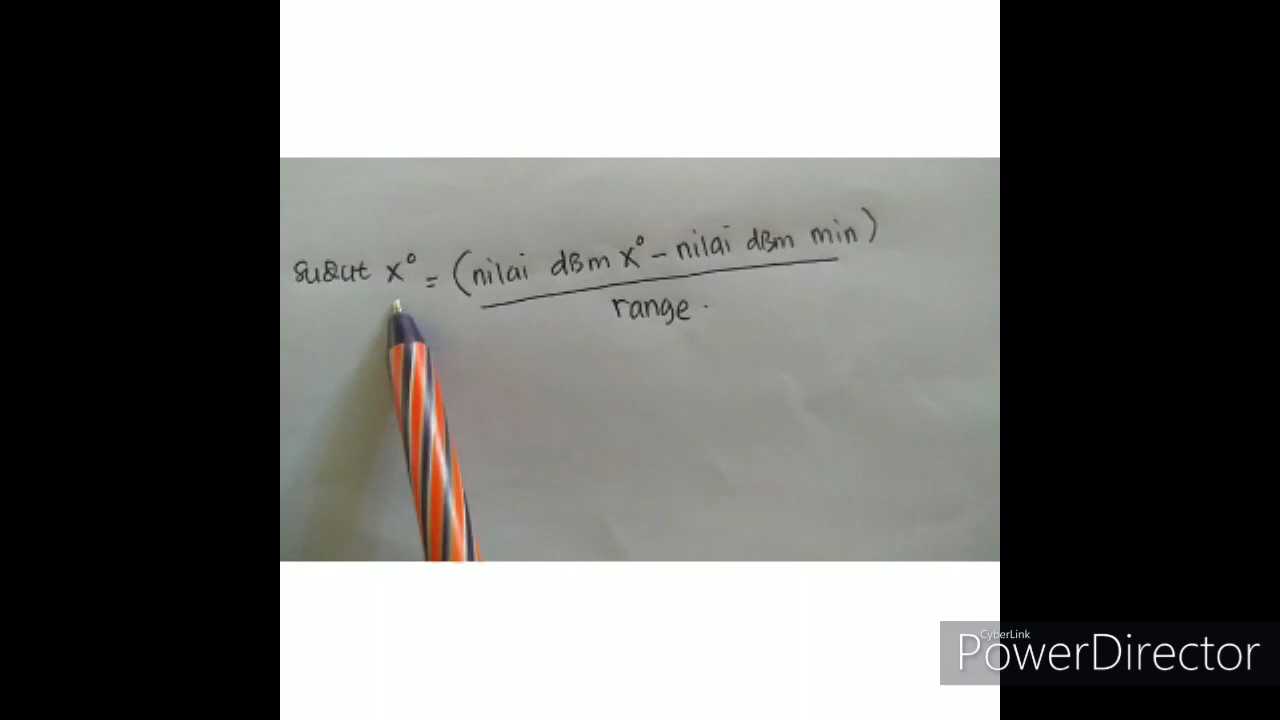 sudut x° = (nilai dBm x° - nilai dBm min)
range.
CyberLink
PowerDirector